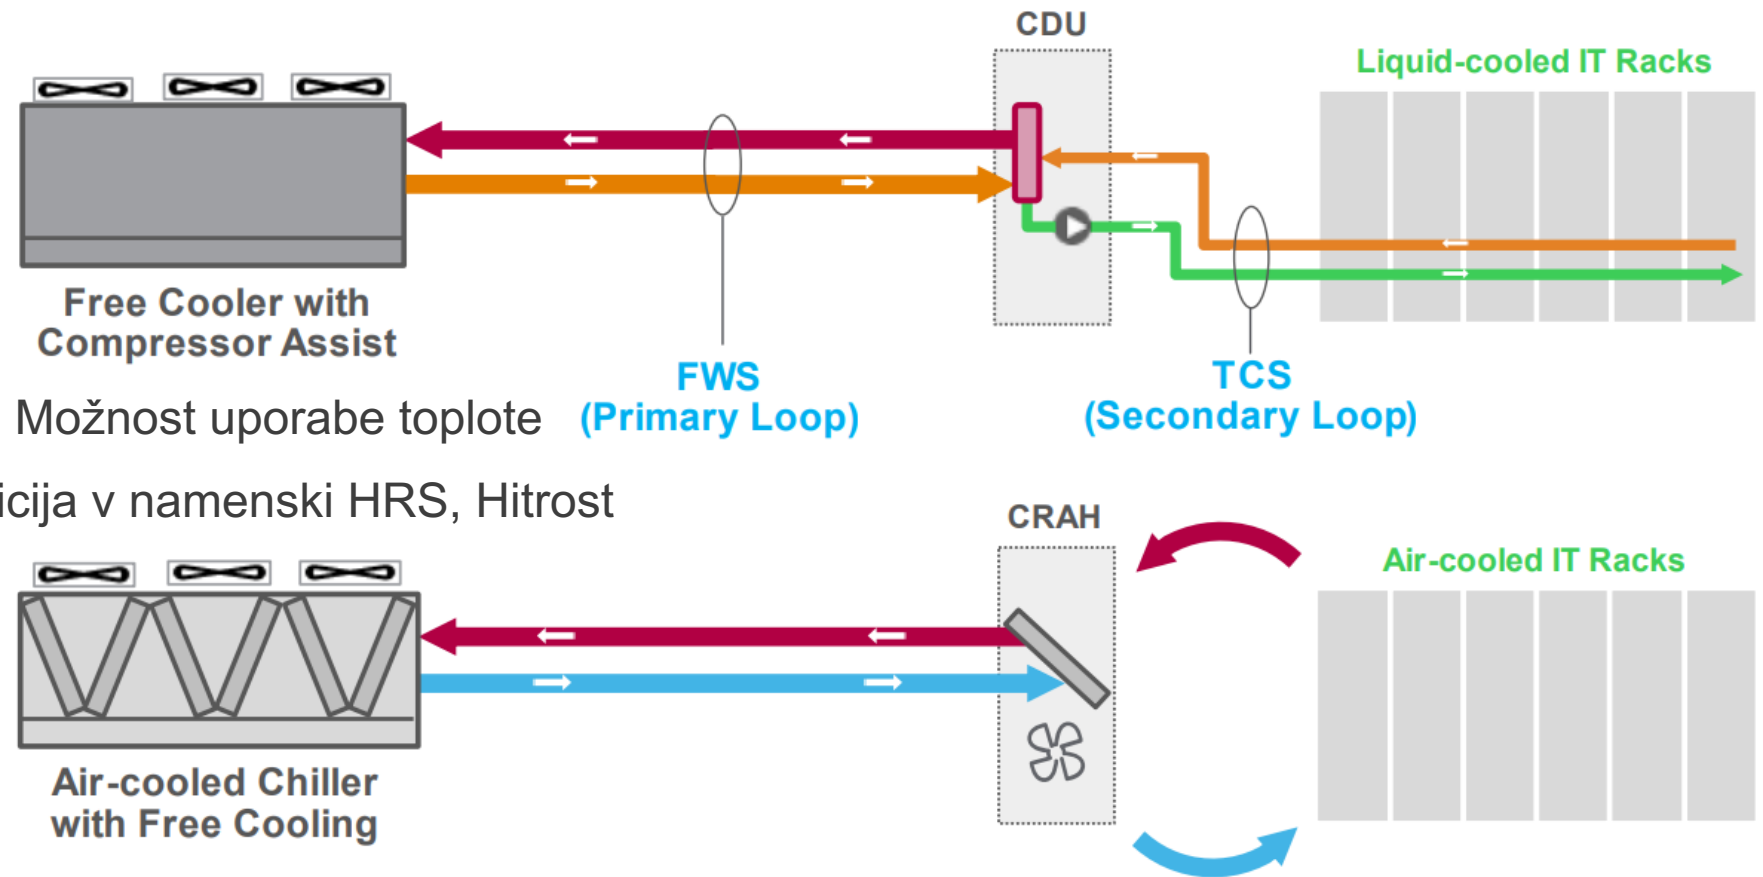 CDU
Liquid-cooled IT Racks
Free Cooler with
Compressor Assist
FWS
(Primary Loop)
TCS
(Secondary Loop)
Možnost uporabe toplote
icija v namenski HRS, Hitrost
CRAH
Air-cooled IT Racks
Air-cooled Chiller
with Free Cooling